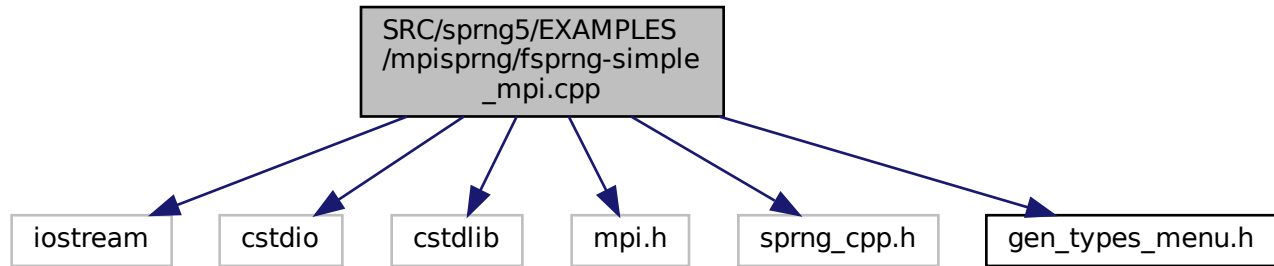 SRC/sprng5/EXAMPLES
/mpisprng/fsprng-simple
_mpi.cpp
iostream
cstdio
cstdlib
mpi.h
sprng_cpp.h
gen_types_menu.h